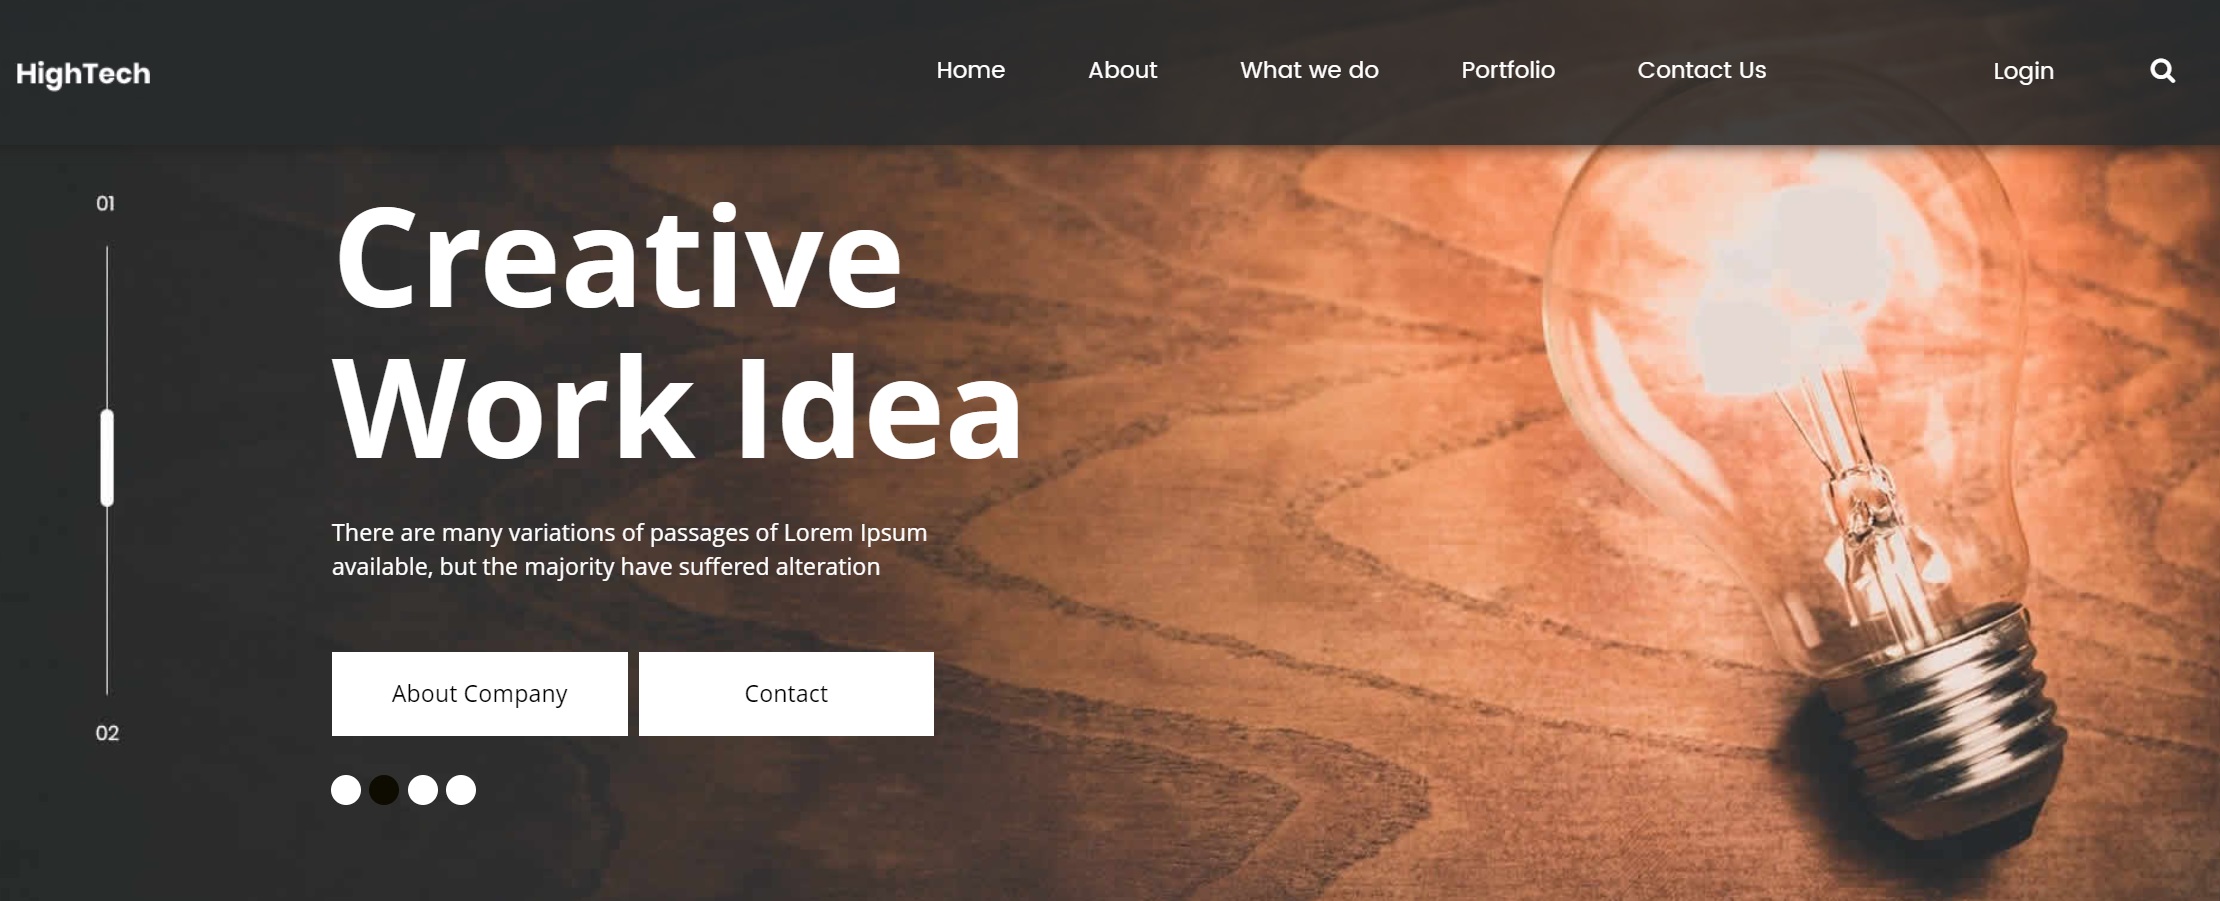 HighTech
Home
About
What we do
Portfolio
Contact Us
Login
01
Creative
Work Idea
There are many variations of passages of Lorem Ipsum
available, but the majority have suffered alteration
About Company
Contact
02